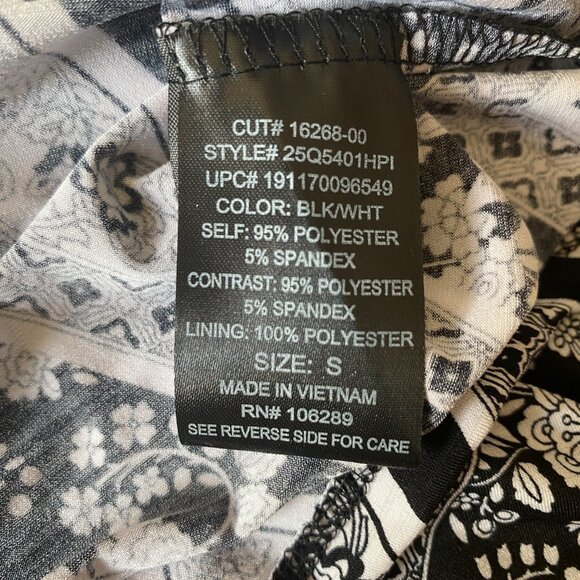 CUT# 16268-00
STYLE# 25Q5401HPI
UPC# 191170096549
COLOR: BLK/WHT
SELF: 95% POLYESTER
5% SPANDEX
CONTRAST: 95% POLYESTER
5% SPANDEX
LINING: 100% POLYESTER
SIZE: S
MADE IN VIETNAM
RN# 106289
SEE REVERSE SIDE FOR CARE